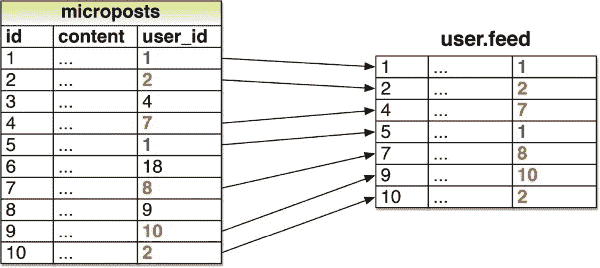 microposts
id content user_id
1 ... 1
2 ... 2
3 ... 4
4 ... 7
5 ... 1
6 ... 18
7 ... 8
8 ... 9
9 ... 10
10 ... 2
user.feed
1 ... 1
2 ... 2
4 ... 7
5 ... 1
7 ... 8
9 ... 10
10 ... 2